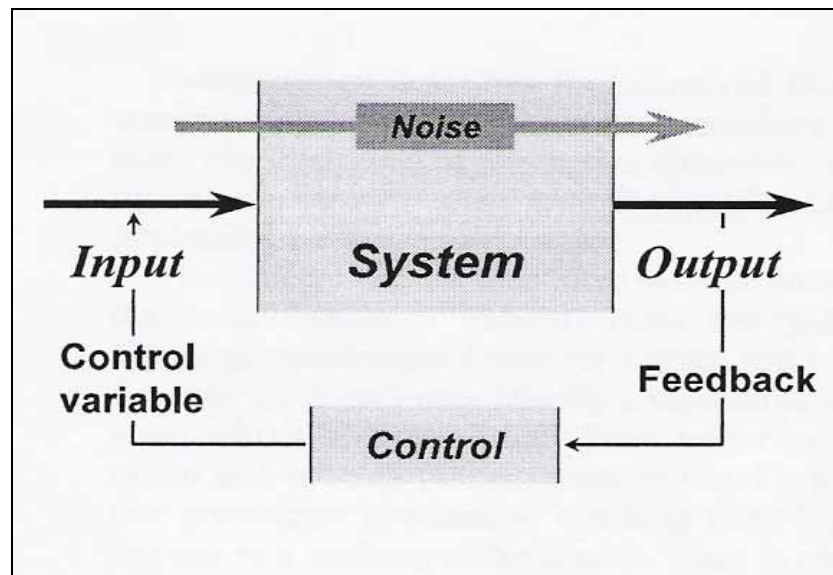 Noise
Input
System
Output
Control
variable
Feedback
Control